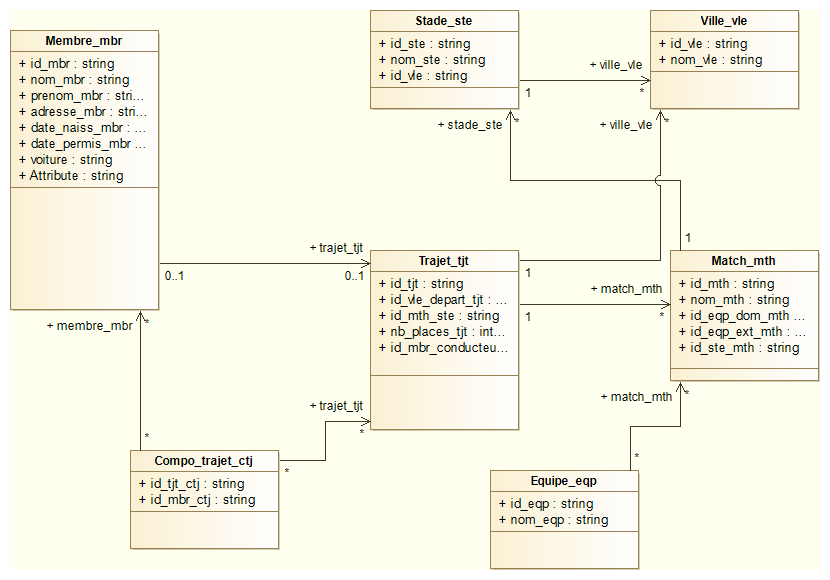 Membre_mbr
+ id_mbr : string
+ nom_mbr : string
+ prenom_mbr : stri...
+ adresse_mbr : stri...
+ date_naiss_mbr : ...
+ date_permis_mbr ...
+ voiture : string
+ Attribute : string
Stade_ste
+ id_ste : string
+ nom_ste : string
+ id_vle : string
Ville_vle
+ id_vle : string
+ nom_vle : string
+ ville_vle
1
*
+ stade_ste
*
+ ville_vle
*
1
+ trajet_tjt
0..1
0..1
Trajet_tjt
+ id_tjt : string
+ id_vle_depart_tjt : ...
+ id_mth_ste : string
+ nb_places_tjt : int...
+ id_mbr_conducteu...
1
+ match_mth
1
*
Match_mth
+ id_mth : string
+ nom_mth : string
+ id_eqp_dom_mth ...
+ id_eqp_ext_mth : ...
+ id_ste_mth : string
+ membre_mbr
*
*
+ trajet_tjt
*
*
+ match_mth
*
*
Compo_trajet_ctj
+ id_tjt_ctj : string
+ id_mbr_ctj : string
Equipe_eqp
+ id_eqp : string
+ nom_eqp : string